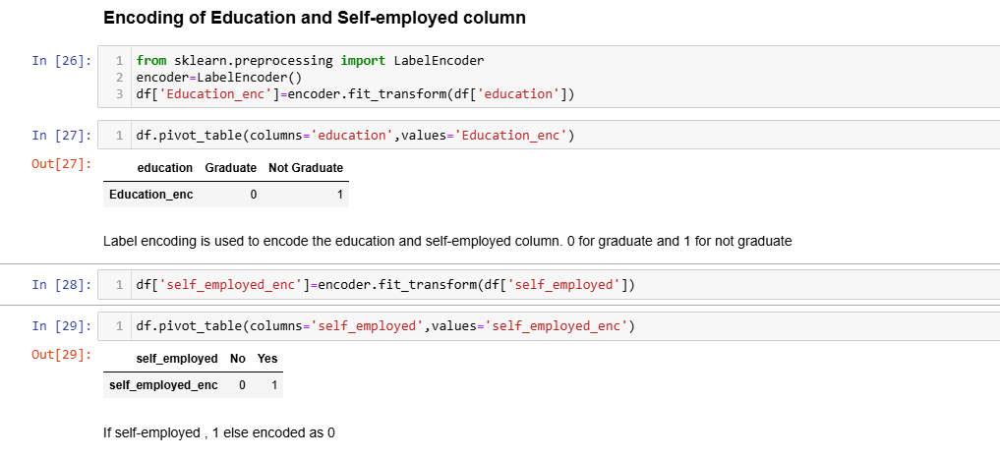 Encoding of Education and Self-employed column
In [26]: 1 from sklearn.preprocessing import LabelEncoder
2 encoder=LabelEncoder()
3 df['Education_enc']=encoder.fit_transform(df['education'])
In [27]: 1 df.pivot_table(columns='education',values='Education_enc')
Out[27]: education Graduate Not Graduate
Education_enc 0 1
Label encoding is used to encode the education and self-employed column. 0 for graduate and 1 for not graduate
In [28]: 1 df['self_employed_enc']=encoder.fit_transform(df['self_employed'])
In [29]: 1 df.pivot_table(columns='self_employed',values='self_employed_enc')
Out[29]: self_employed No Yes
self_employed_enc 0 1
If self-employed , 1 else encoded as 0